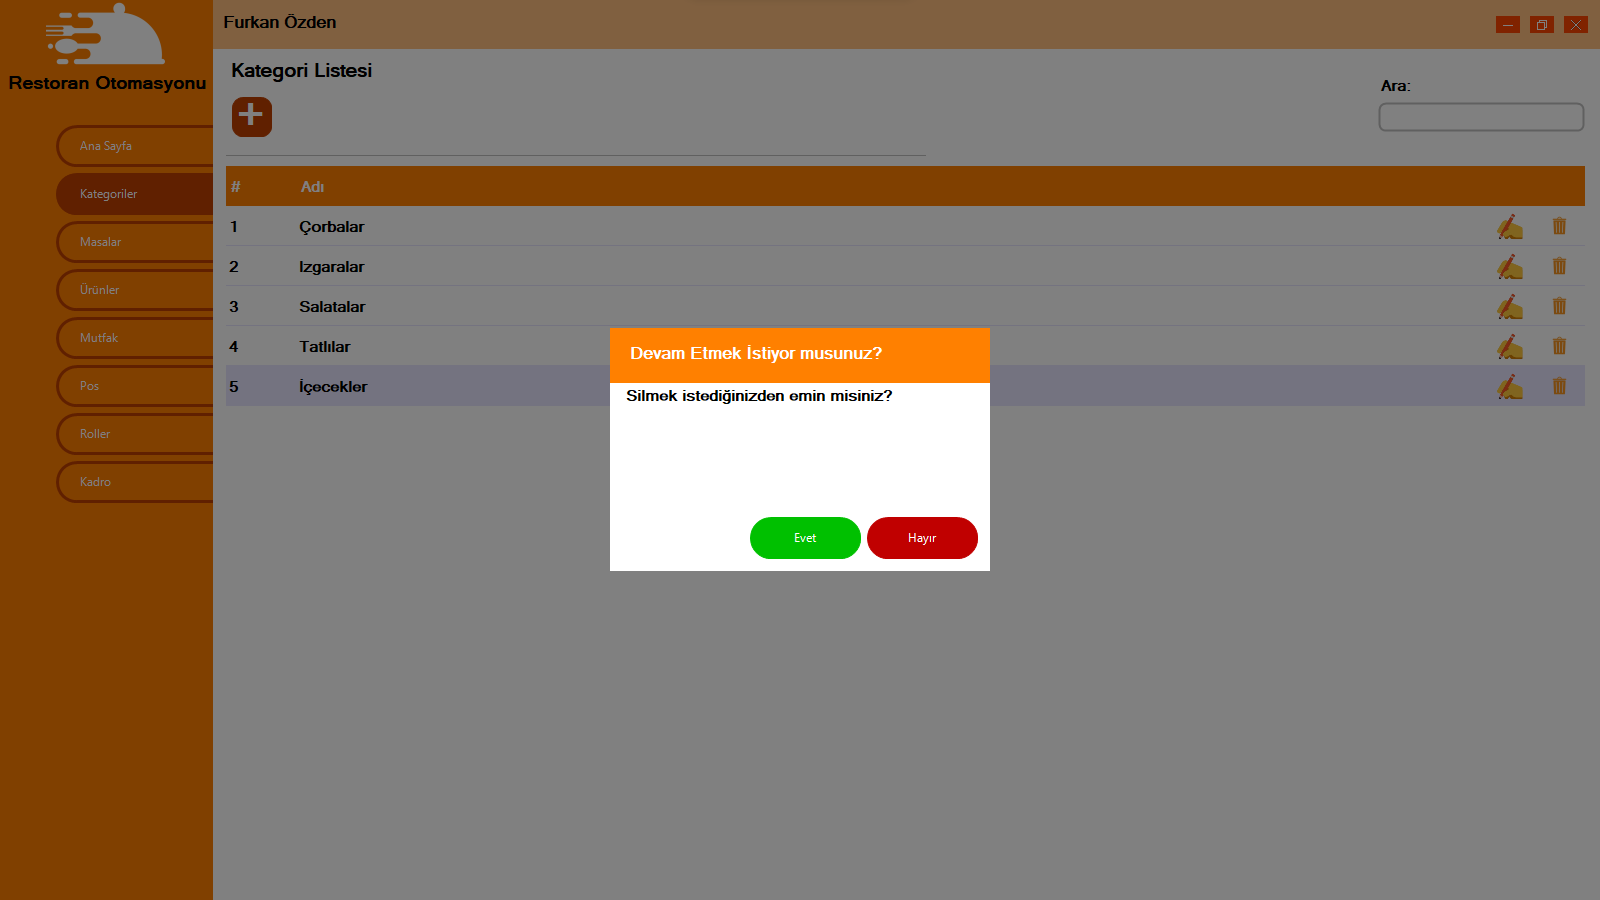 Restoran Otomasyonu
Ana Sayfa
Kategoriler
Masalar
Ürünler
Mutfak
Pos
Roller
Kadro
Furkan Özden
Kategori Listesi
Ara:
# Adı
1 Çorbalar
2 Izgaralar
3 Salatalar
4 Tatlılar
5 İçecekler
Devam Etmek İstiyor musunuz?
Silmek istediğinizden emin misiniz?
Evet Hayır